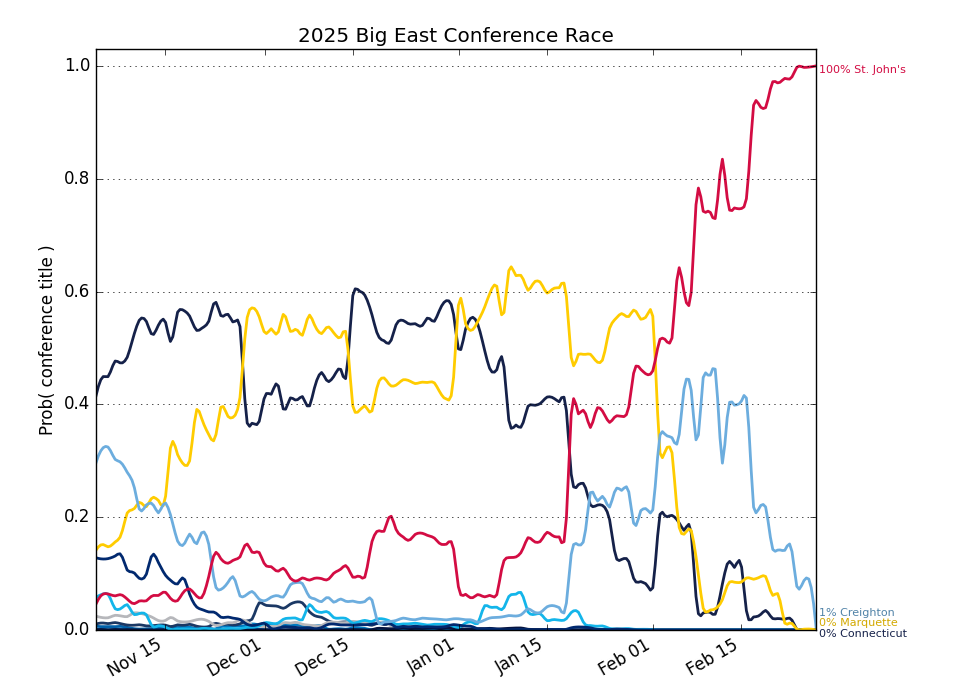 2025 Big East Conference Race
Prob( conference title )
1.0
0.8
0.6
0.4
0.2
0.0
Nov 15
Dec 01
Dec 15
Jan 01
Jan 15
Feb 01
Feb 15
100% St. John's
1% Creighton
0% Marquette
0% Connecticut